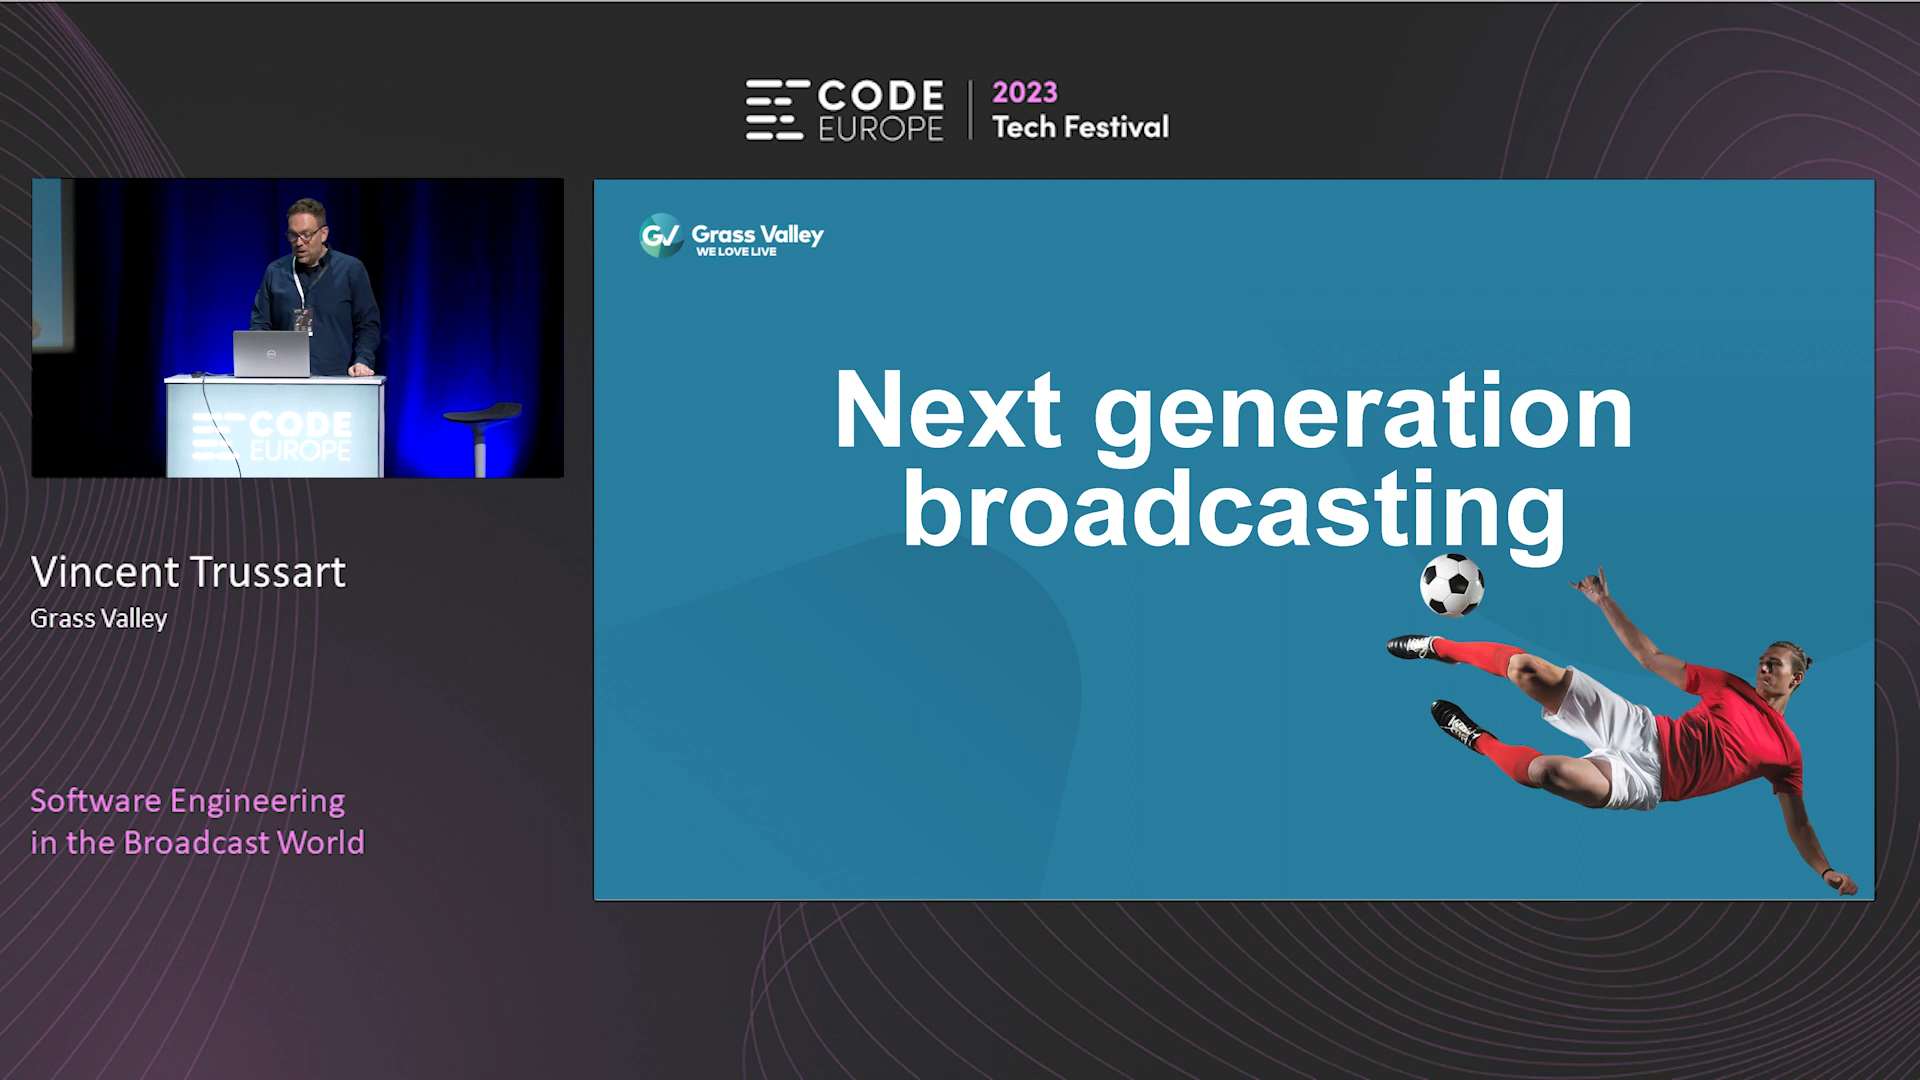 CODE
EUROPE
2023
Tech Festival
CODE
EUROPE
Vincent Trussart
Grass Valley
Software Engineering
in the Broadcast World
GV
Grass Valley
WE LOVE LIVE
Next generation
broadcasting